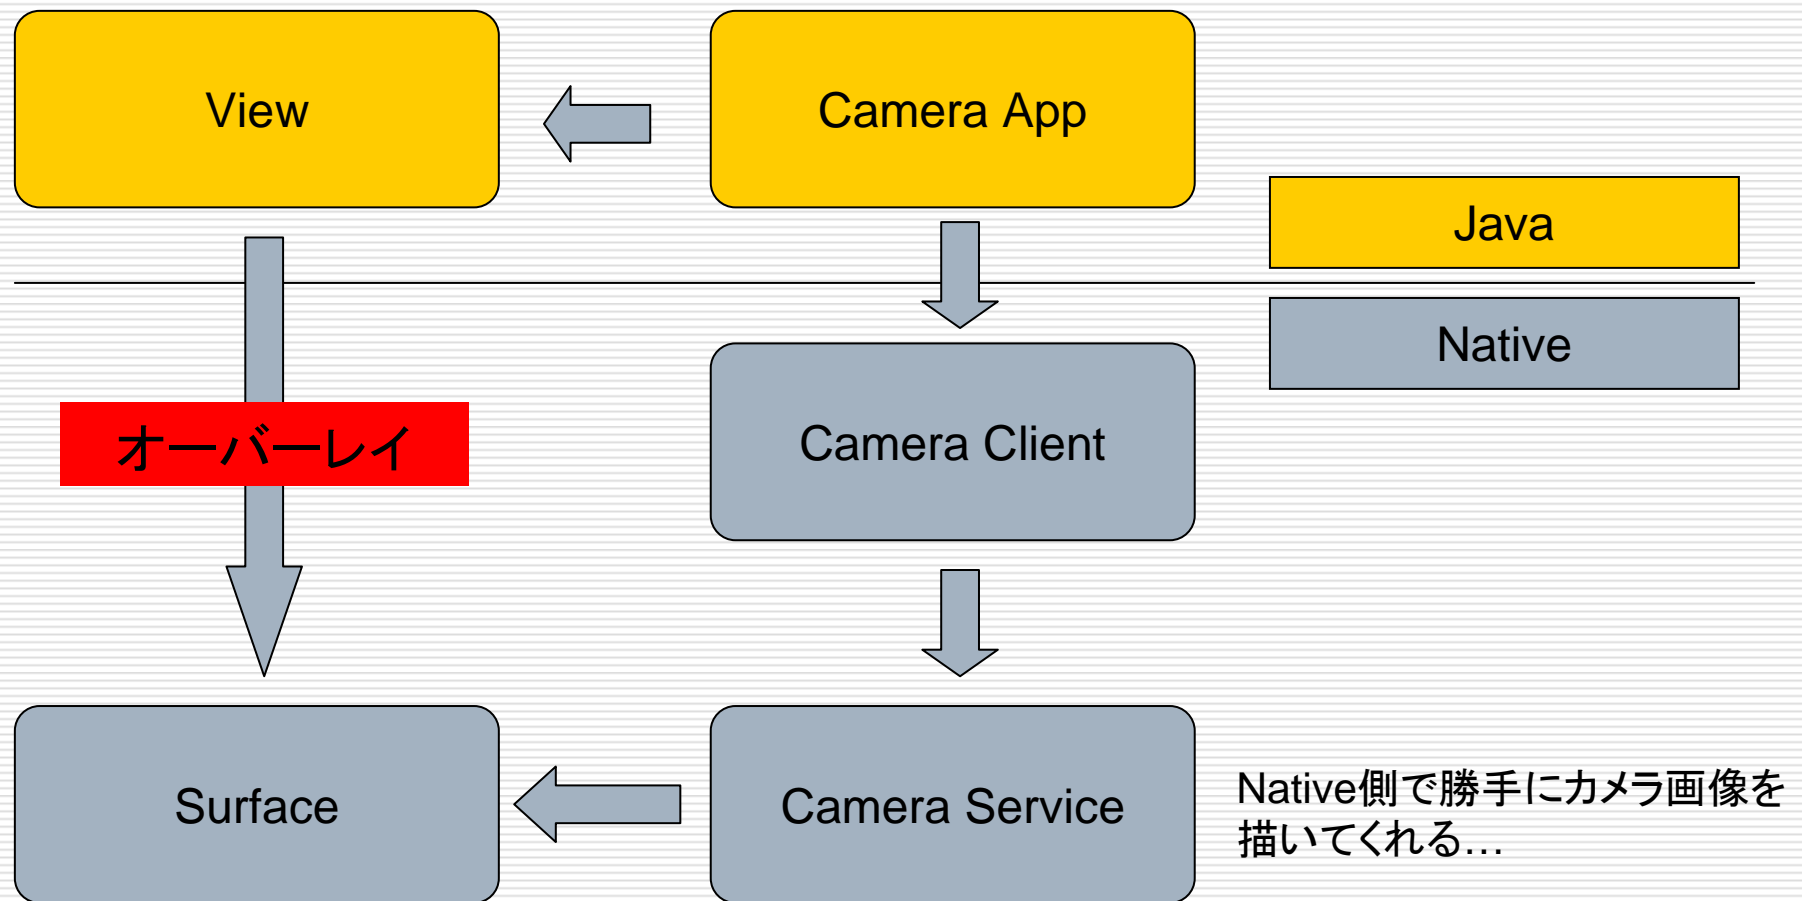 View
Camera App
Java
Native
オーバーレイ
Camera Client
Surface
Camera Service
Native側で勝手にカメラ画像を
描いてくれる…